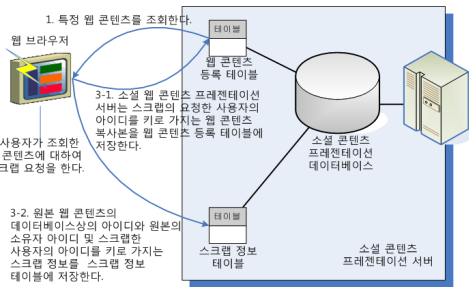 1. 특정 웹 콘텐츠를 조회한다.
웹 브라우저
테이블
웹 콘텐츠
등록 테이블
3-1. 소셜 웹 콘텐츠 프레젠테이션
서버는 스크랩의 요청한 사용자의
아이디를 키로 가지는 웹 콘텐츠
복사본을 웹 콘텐츠 등록 테이블에
저장한다.
사용자가 조회한
콘텐츠에 대하여
크랩 요청을 한다.
소셜 콘텐츠
프레젠테이션
데이터베이스
3-2. 원본 웹 콘텐츠의
데이터베이스상의 아이디와 원본의
소유자 아이디 및 스크랩한
사용자의 아이디를 키로 가지는
스크랩 정보를 스크랩 정보
테이블에 저장한다.
테이블
스크랩 정보
테이블
소셜 콘텐츠
프레젠테이션 서버